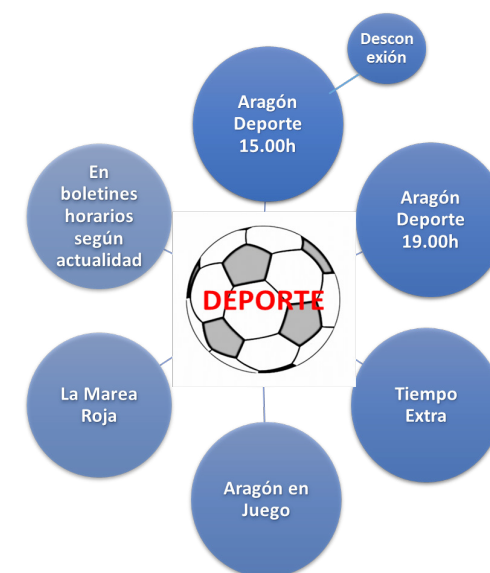 Descon
exión
Aragón
Deporte
15.00h
Aragón
Deporte
19.00h
Tiempo
Extra
Aragón en
Juego
La Marea
Roja
En
boletines
horarios
según
actualidad
DEPORTE